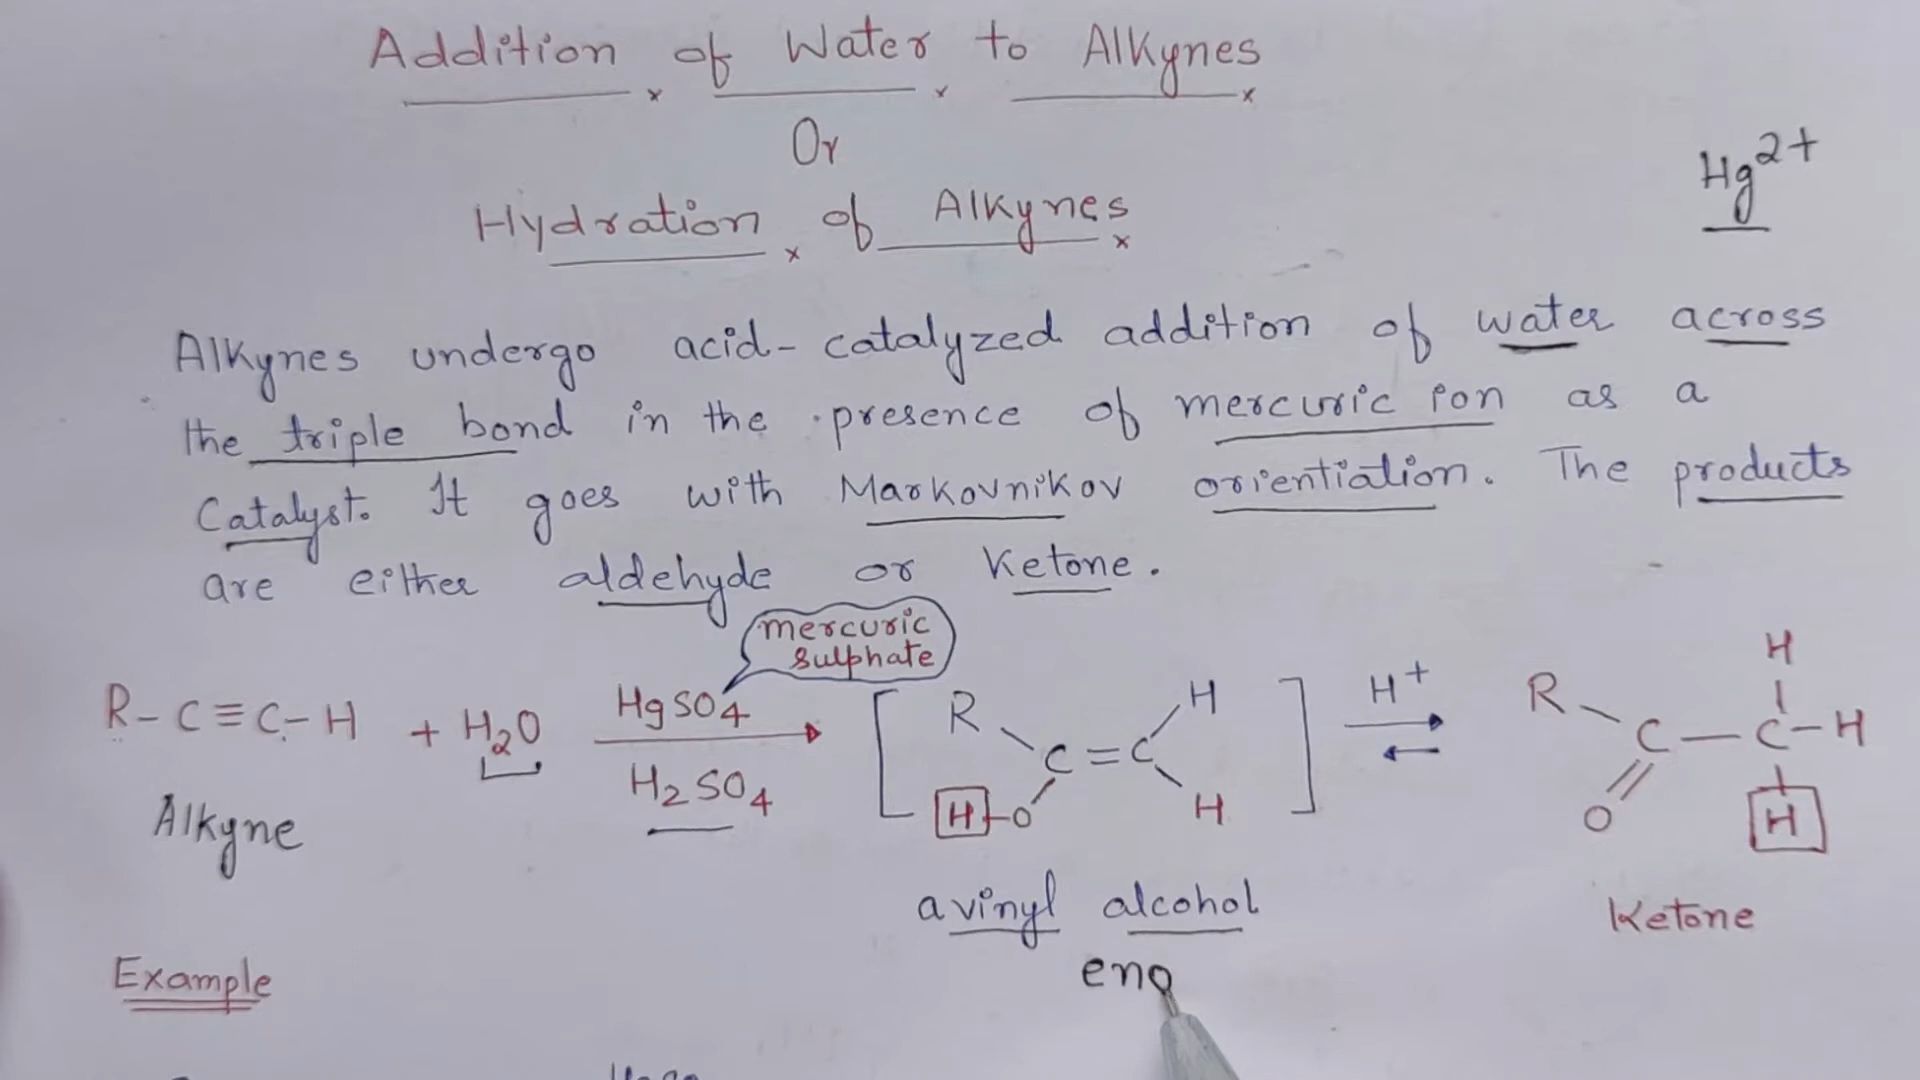 Addition of Water to Alkynes
Or
Hydration of Alkynes
Hg2+
Alkynes undergo acid-catalyzed addition of water across
the triple bond in the presence of mercuric ion as a
Catalyst. It goes with Markovnikov orientiation. The products
are either aldehyde or Ketone.
mercuric
sulphate
R-C≡C-H + H2O HgSO4 [ R C=C H H-O H ] H+ R C-C-H H O H
H2SO4
Alkyne
a vinyl alcohol
Ketone
eno
Example